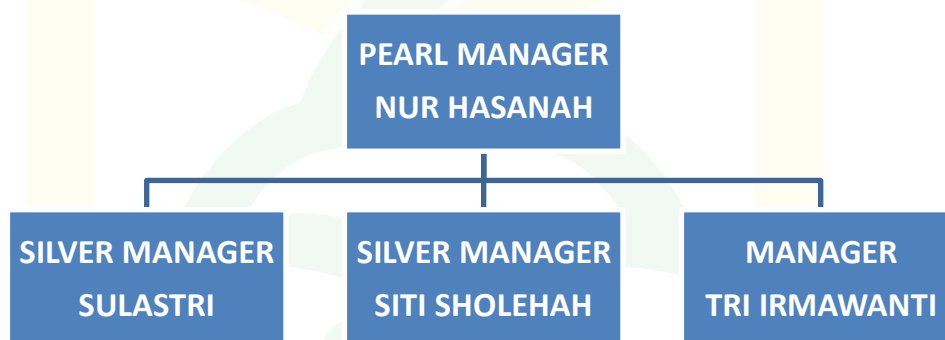 PEARL MANAGER
NUR HASANAH
SILVER MANAGER
SULASTRI
SILVER MANAGER
SITI SHOLEHAH
MANAGER
TRI IRMAWANTI